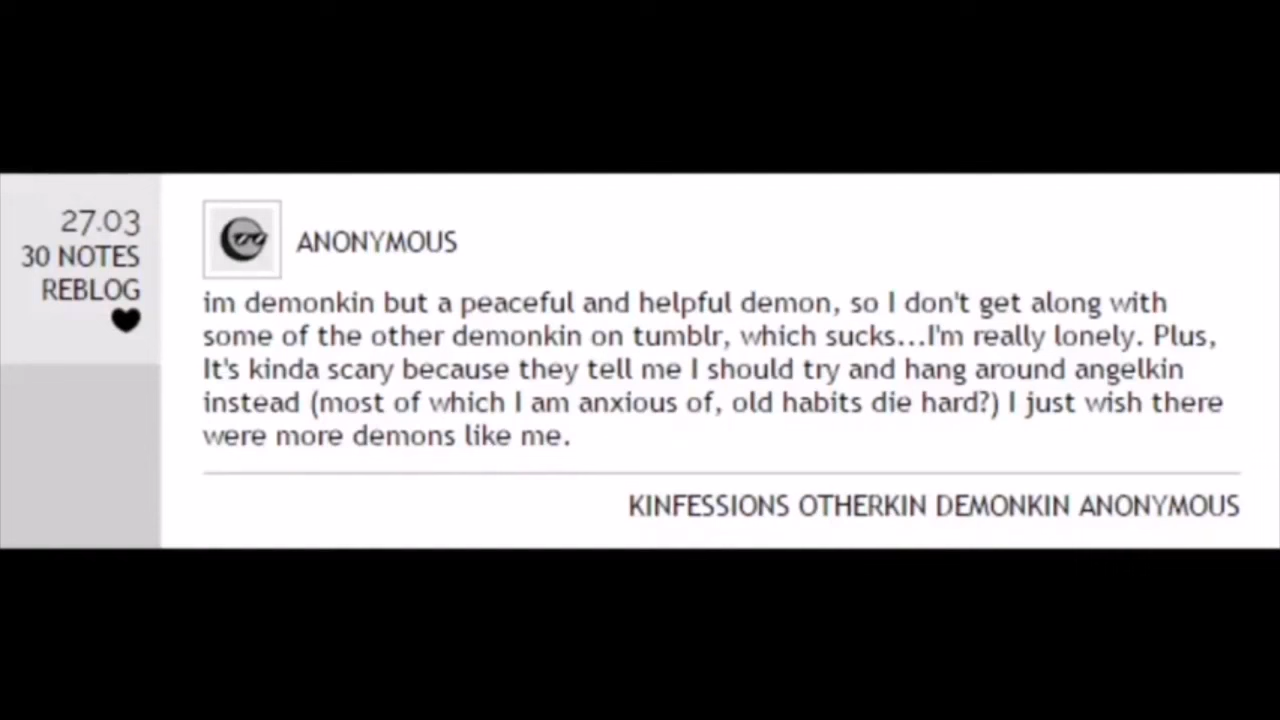 27.03
30 NOTES
REBLOG
ANONYMOUS
im demonkin but a peaceful and helpful demon, so I don't get along with
some of the other demonkin on tumblr, which sucks...I'm really lonely. Plus,
It's kinda scary because they tell me I should try and hang around angelkin
instead (most of which I am anxious of, old habits die hard?) I just wish there
were more demons like me.
KINFESSIONS OTHERKIN DEMONKIN ANONYMOUS